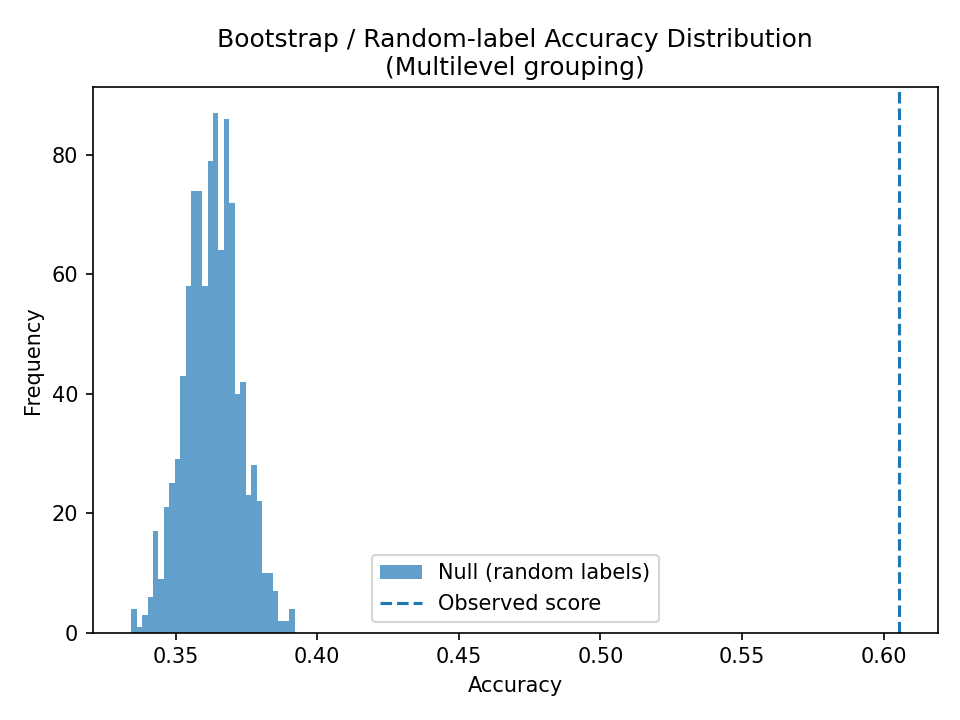 Bootstrap / Random-label Accuracy Distribution
(Multilevel grouping)
Frequency
80
60
40
20
0
Null (random labels)
Observed score
0.35 0.40 0.45 0.50 0.55 0.60
Accuracy